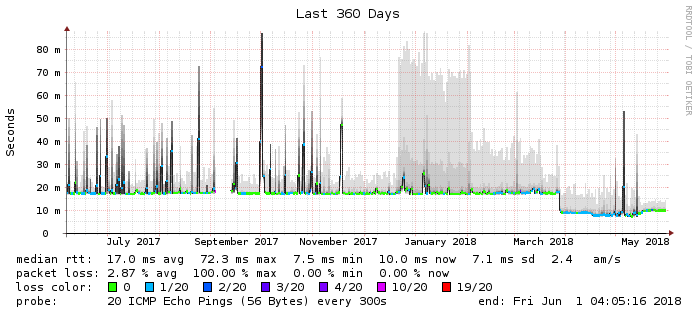 Last 360 Days
RRDTOOL / TOBI OETIKER
Seconds
80 m
70 m
60 m
50 m
40 m
30 m
20 m
10 m
0
July 2017 September 2017 November 2017 January 2018 March 2018 May 2018
median rtt: 17.0 ms avg 72.3 ms max 7.5 ms min 10.0 ms now 7.1 ms sd 2.4 am/s
packet loss: 2.87 % avg 100.00 % max 0.00 % min 0.00 % now
loss color: 0 1/20 2/20 3/20 4/20 10/20 19/20
probe: 20 ICMP Echo Pings (56 Bytes) every 300s end: Fri Jun 1 04:05:16 2018